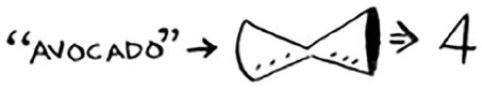 “AVOCADO” → ⇒ 4